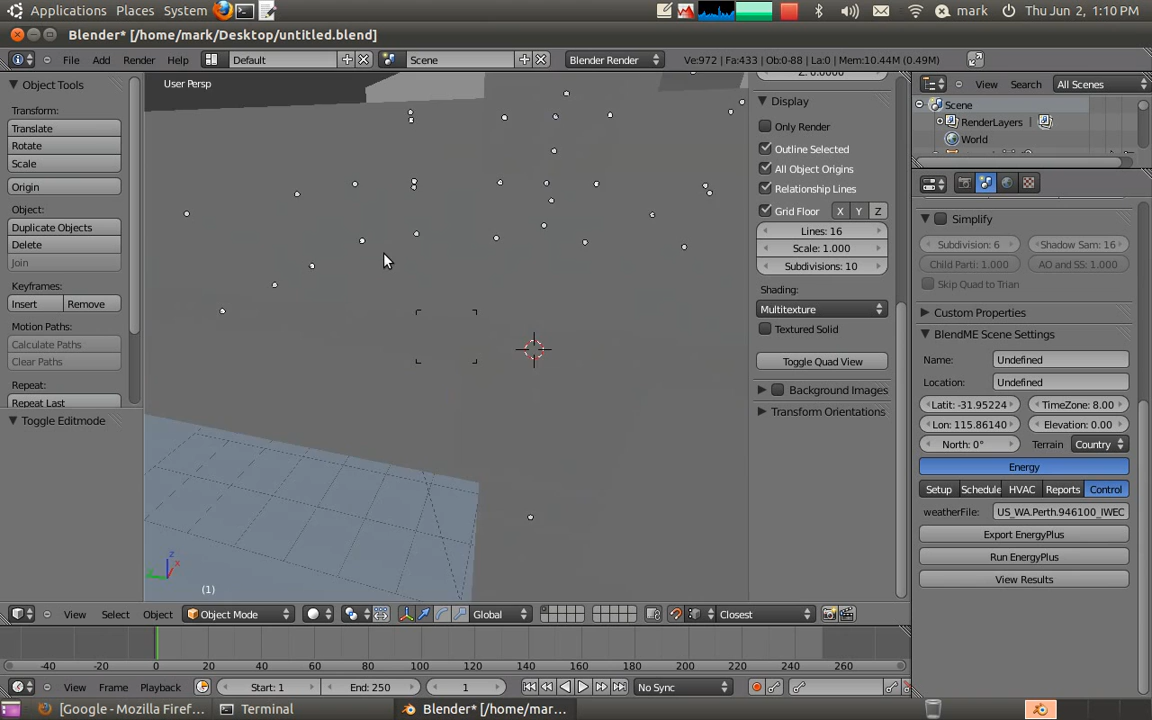 Applications Places System mark Thu Jun 2, 1:10 PM
Blender* [/home/mark/Desktop/untitled.blend]
File Add Render Help Default Scene Blender Render Ve:972 | Fa:433 | Ob:0-88 | La:0 | Mem:10.44M (0.49M)
Object Tools
Transform:
Translate
Rotate
Scale
Origin
Object:
Duplicate Objects
Delete
Join
Keyframes:
Insert Remove
Motion Paths:
Calculate Paths
Clear Paths
Repeat:
Repeat Last
Toggle Editmode
User Persp
z
x
y
(1)
Z: 0.0000
Display
Only Render
Outline Selected
All Object Origins
Relationship Lines
Grid Floor X Y Z
Lines: 16
Scale: 1.000
Subdivisions: 10
Shading:
Multitexture
Textured Solid
Toggle Quad View
Background Images
Transform Orientations
View Search All Scenes
Scene
RenderLayers
World
Simplify
Subdivision: 6 Shadow Sam: 16
Child Parti: 1.000 AO and SS: 1.000
Skip Quad to Trian
Custom Properties
BlendME Scene Settings
Name: Undefined
Location: Undefined
Latit: -31.95224 TimeZone: 8.00
Lon: 115.86140 Elevation: 0.00
North: 0° Terrain Country
Energy
Setup Schedule HVAC Reports Control
weatherFile: US_WA.Perth.946100_IWEC
Export EnergyPlus
Run EnergyPlus
View Results
View Select Object Object Mode Global Closest
-40 -20 0 20 40 60 80 100 120 140 160 180 200 220 240 260
View Frame Playback Start: 1 End: 250 1 No Sync
[Google - Mozilla Firef... Terminal Blender* [/home/mar...